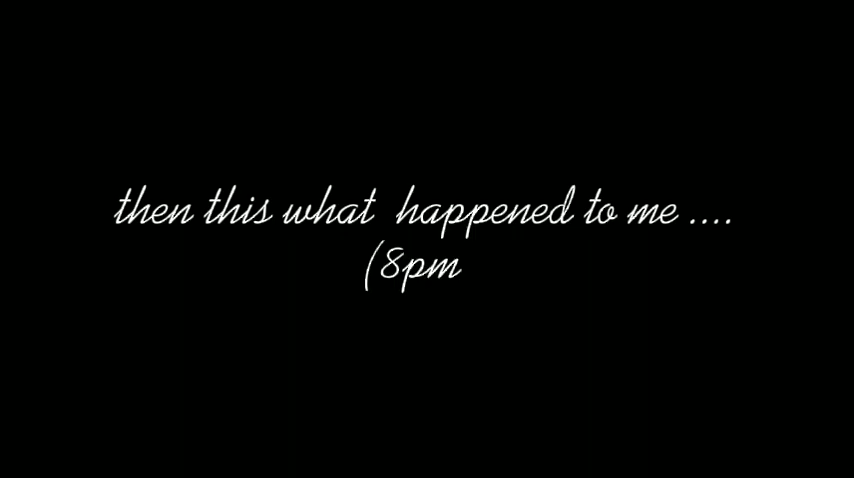 then this what  happened to me ....
(8pm